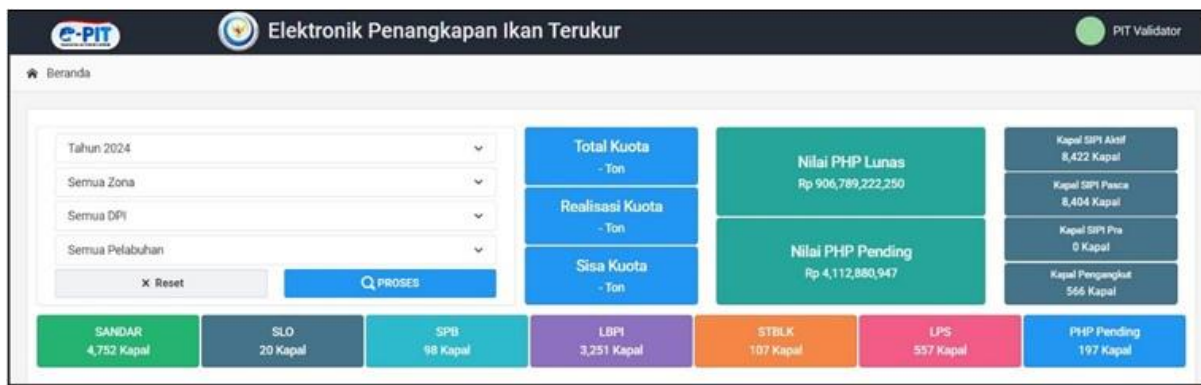 e-PIT
Elektronik Penangkapan Ikan Terukur
PIT Validator
Beranda
Tahun 2024
Semua Zona
Semua DPI
Semua Pelabuhan
X Reset
PROSES
Total Kuota
- Ton
Realisasi Kuota
- Ton
Sisa Kuota
- Ton
Nilai PHP Lunas
Rp 906,789,222,250
Nilai PHP Pending
Rp 4,112,880,947
Kapal SIPI Aktif
8,422 Kapal
Kapal SIPI Pasca
8,404 Kapal
Kapal SIPI Pra
0 Kapal
Kapal Pengangkut
566 Kapal
SANDAR
4,752 Kapal
SLO
20 Kapal
SPB
98 Kapal
LBPI
3,251 Kapal
STBLK
107 Kapal
LPS
557 Kapal
PHP Pending
197 Kapal